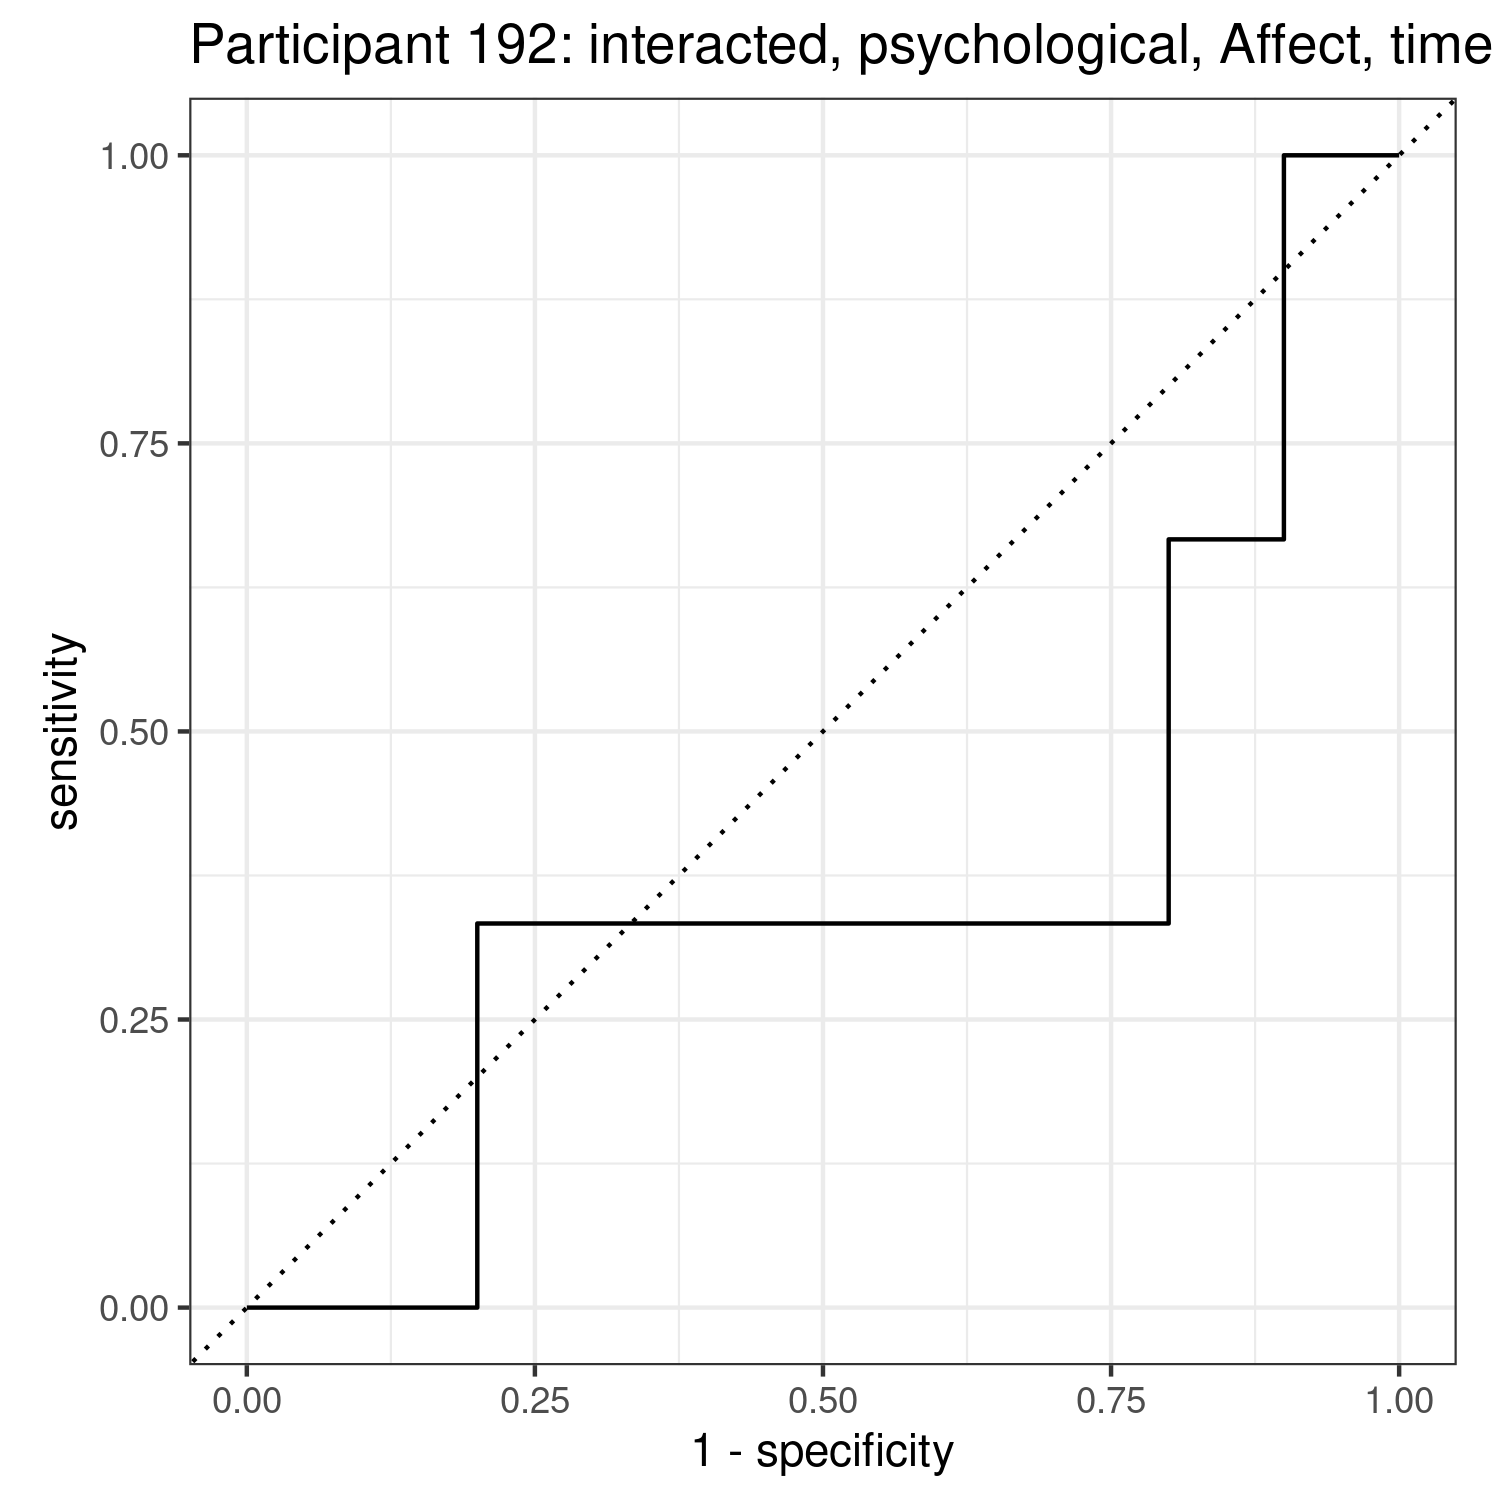 Participant 192: interacted, psychological, Affect, time
1.00
0.75
0.50
0.25
0.00
sensitivity
0.00 0.25 0.50 0.75 1.00
1 - specificity